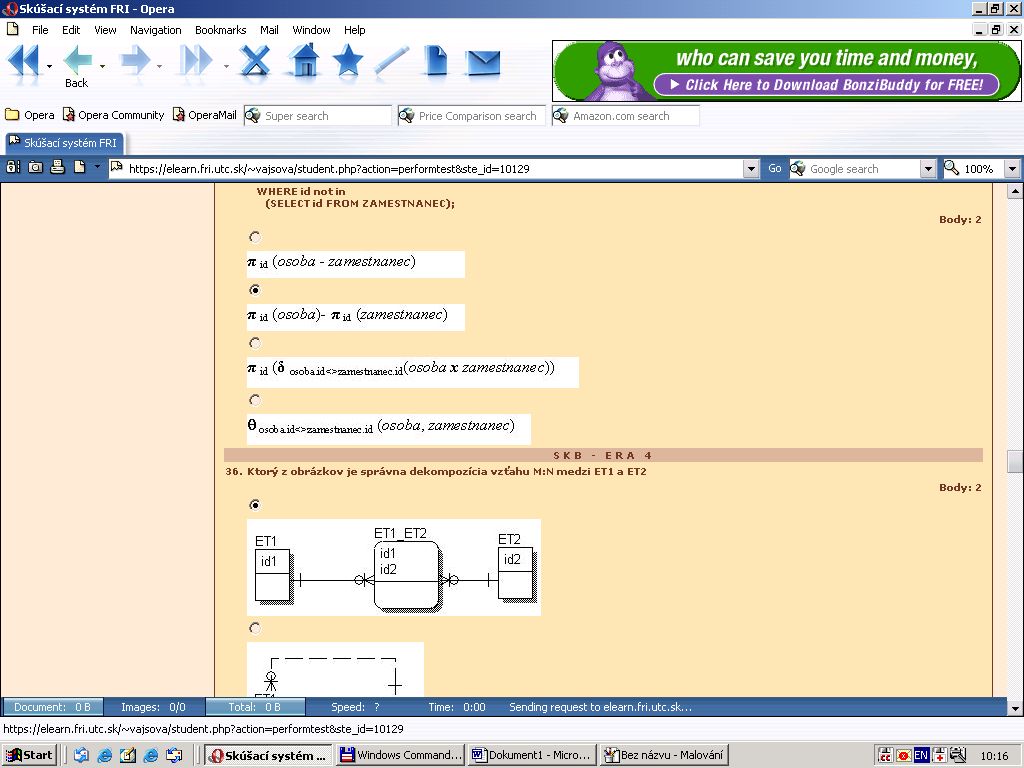 Skúšací systém FRI - Opera
File Edit View Navigation Bookmarks Mail Window Help
Back
who can save you time and money,
Click Here to Download BonziBuddy for FREE!
Opera Opera Community OperaMail Super search Price Comparison search Amazon.com search
Skúšací systém FRI
https://elearn.fri.utc.sk/~vajsova/student.php?action=performtest&ste_id=10129 Go Google search 100%
WHERE id not in
(SELECT id FROM ZAMESTNANEC);
Body: 2
π id (osoba - zamestnanec)
π id (osoba)- π id (zamestnanec)
π id (δ osoba.id<>zamestnanec.id(osoba x zamestnanec))
θ osoba.id<>zamestnanec.id (osoba, zamestnanec)
SKB - ERA 4
36. Ktorý z obrázkov je správna dekompozícia vzťahu M:N medzi ET1 a ET2
Body: 2
ET1 ET1_ET2 ET2
id1 id1 id2
id2
Document: 0 B Images: 0/0 Total: 0 B Speed: ? Time: 0:00 Sending request to elearn.fri.utc.sk...
https://elearn.fri.utc.sk/~vajsova/student.php?action=performtest&ste_id=10129
Start Skúšací systém ... Windows Command... Dokument1 - Micro... Bez názvu - Malování EN 10:16